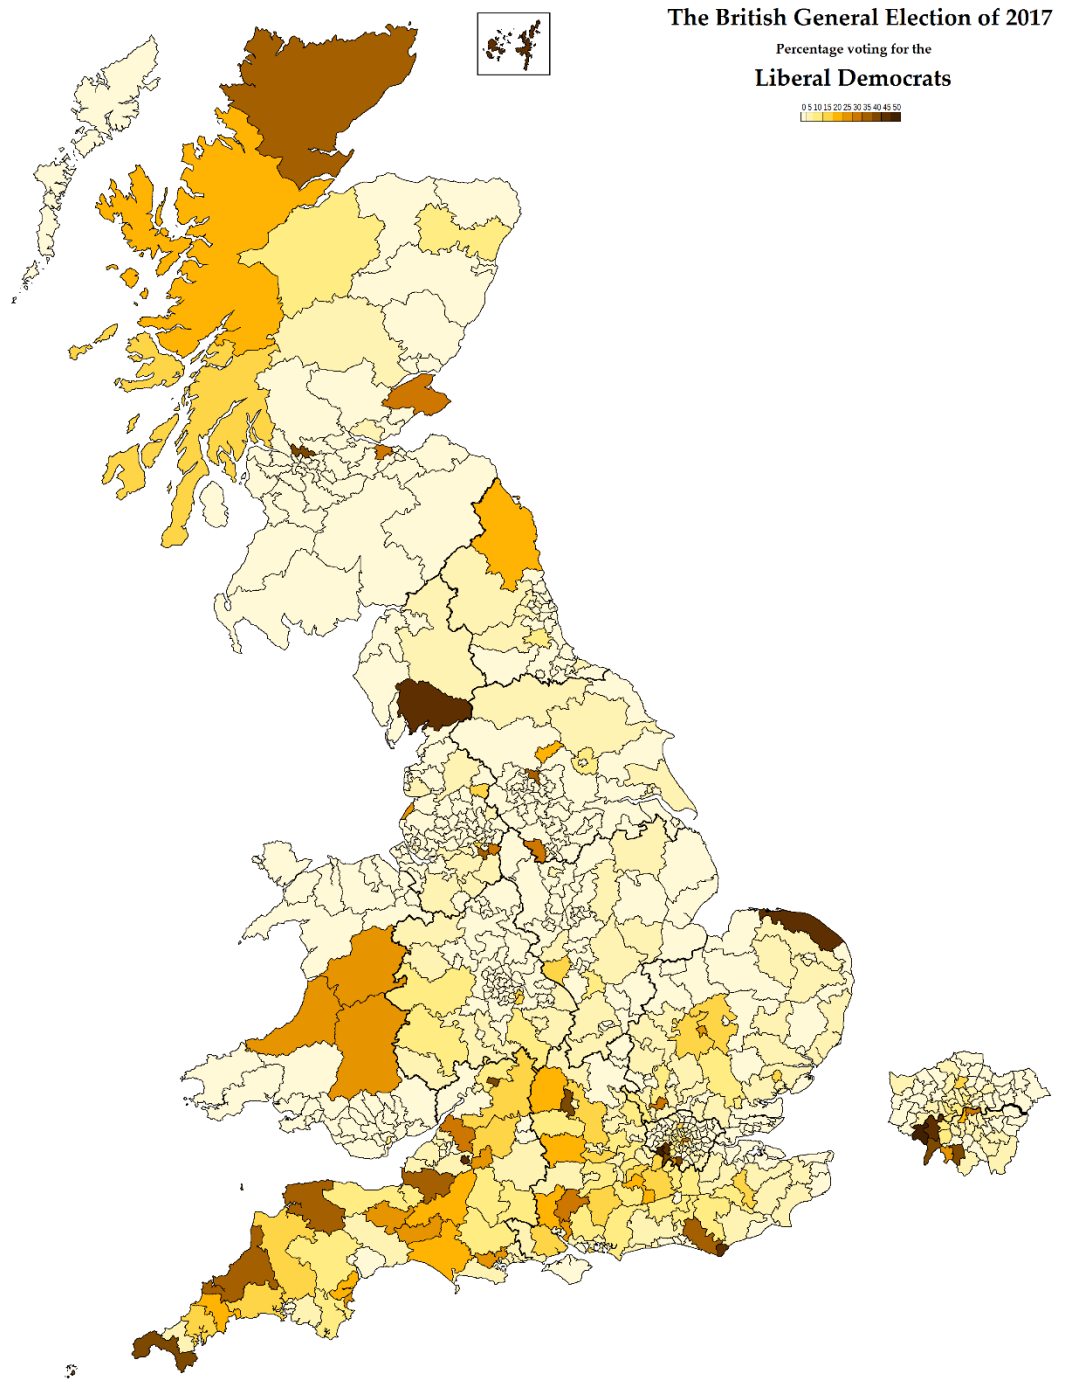 The British General Election of 2017
Percentage voting for the
Liberal Democrats
0 5 10 15 20 25 30 35 40 45 50